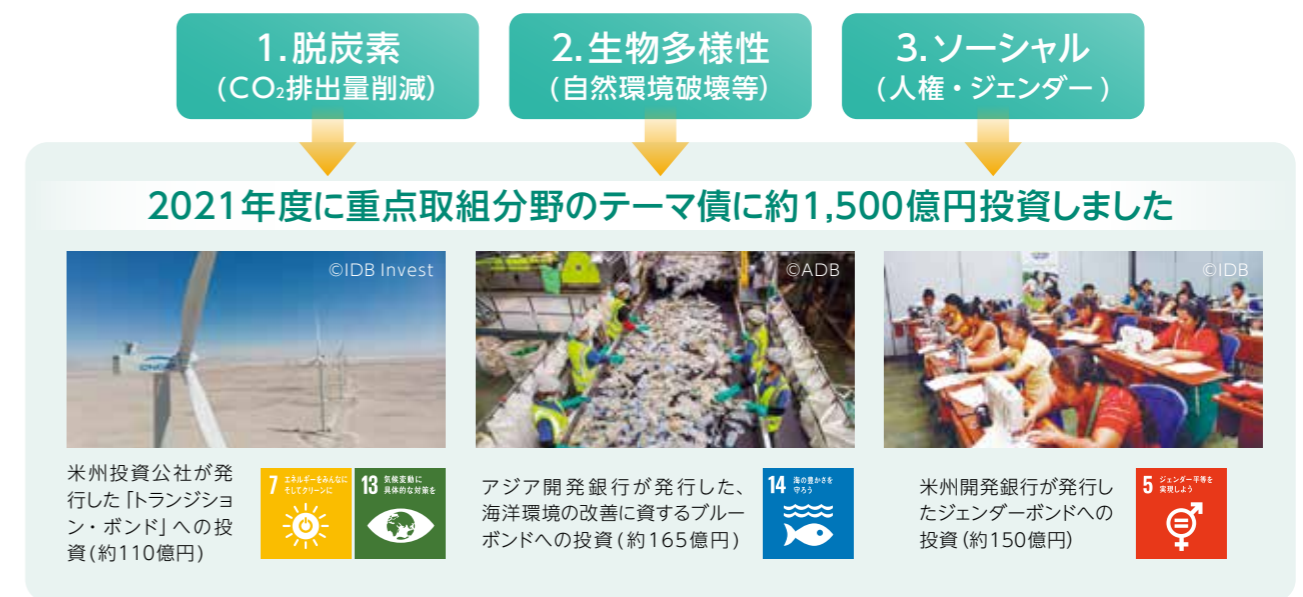 1.脱炭素
(CO₂排出量削減)
2.生物多様性
(自然環境破壊等)
3.ソーシャル
(人権・ジェンダー)
2021年度に重点取組分野のテーマ債に約1,500億円投資しました
©IDB Invest
©ADB
©IDB
米州投資公社が発
行した「トランジショ
ン・ボンド」への投
資(約110億円)
7 エネルギーをみんなに
そしてクリーンに
13 気候変動に
具体的な対策を
アジア開発銀行が発行した、
海洋環境の改善に資するブルー
ボンドへの投資(約165億円)
14 海の豊かさを
守ろう
米州開発銀行が発行し
たジェンダーボンドへの
投資(約150億円)
5 ジェンダー平等を
実現しよう